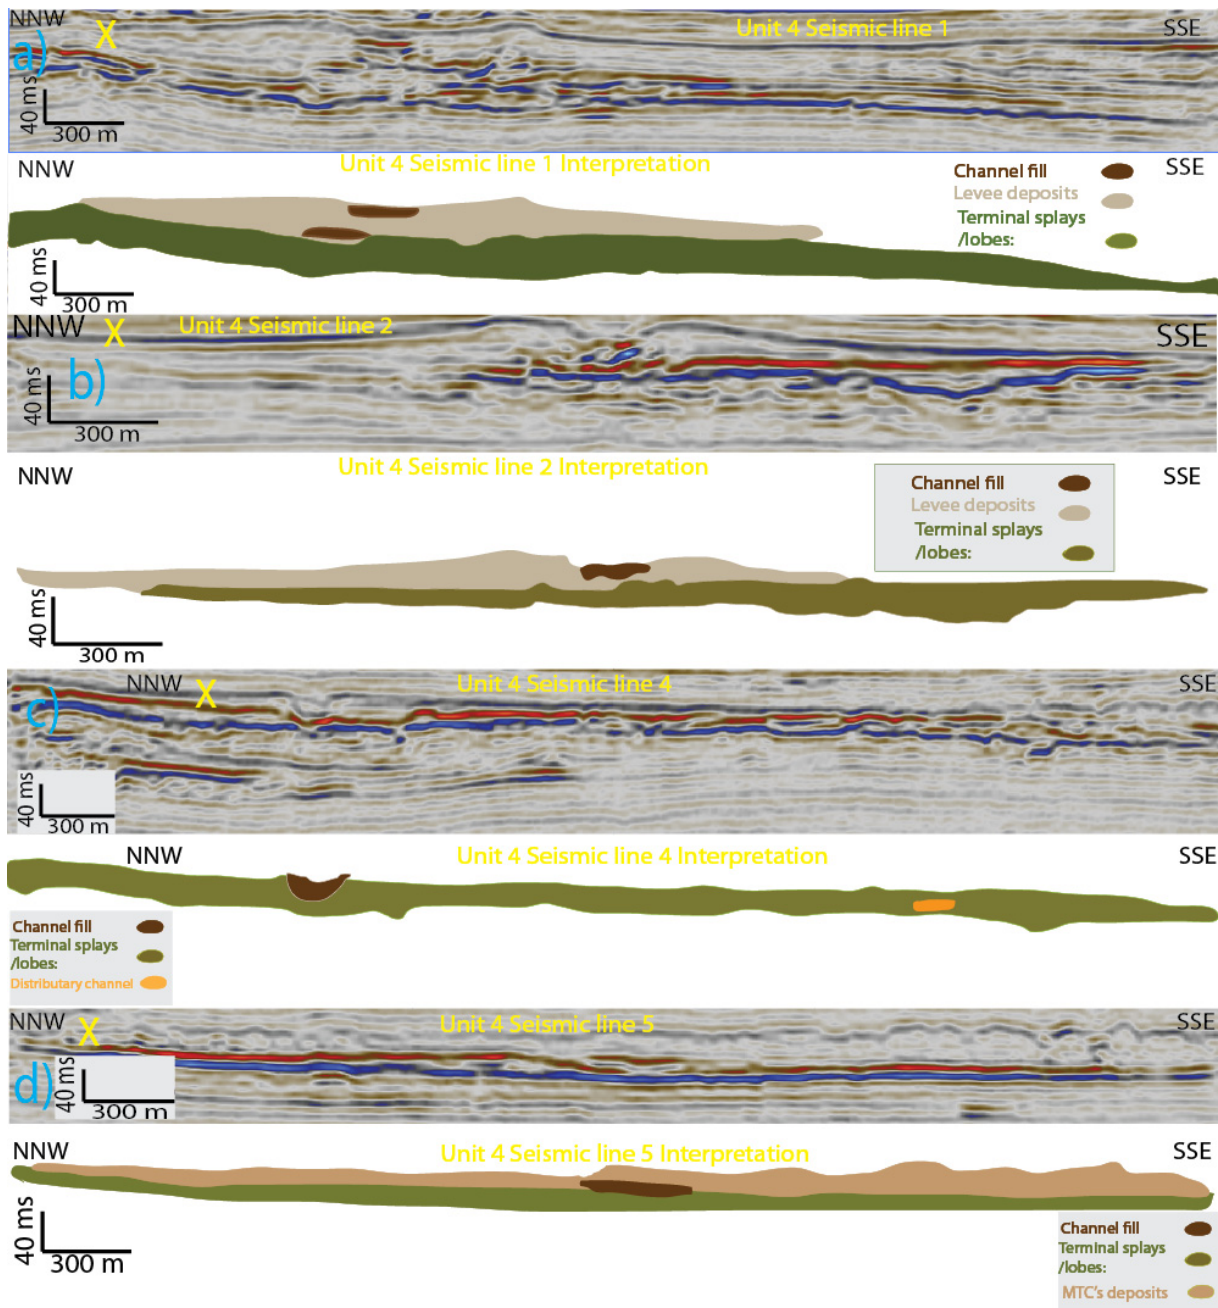 NNW X Unit 4 Seismic line 1 SSE
a)
40 ms
300 m
NNW Unit 4 Seismic line 1 Interpretation SSE
Channel fill
Levee deposits
Terminal splays
/lobes:
40 ms
300 m
NNW X Unit 4 Seismic line 2 SSE
b)
40 ms
300 m
NNW Unit 4 Seismic line 2 Interpretation SSE
Channel fill
Levee deposits
Terminal splays
/lobes:
40 ms
300 m
NNW X Unit 4 Seismic line 4 SSE
c)
40 ms
300 m
NNW Unit 4 Seismic line 4 Interpretation SSE
Channel fill
Terminal splays
/lobes:
Distributary channel
NNW X Unit 4 Seismic line 5 SSE
d)
40 ms
300 m
NNW Unit 4 Seismic line 5 Interpretation SSE
40 ms
300 m
Channel fill
Terminal splays
/lobes:
MTC's deposits